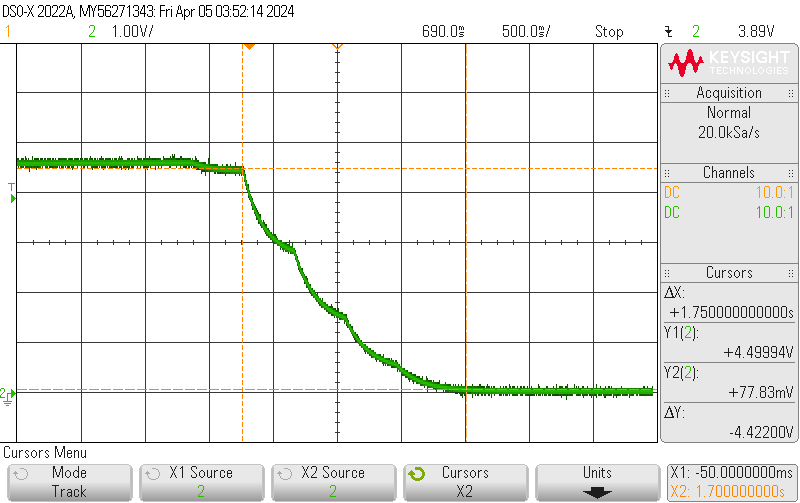 DSO-X 2022A, MY56271343: Fri Apr 05 03:52:14 2024
1 2 1.00V/ 690.0ms 500.0ms/ Stop 2 3.89V
KEYSIGHT
TECHNOLOGIES
Acquisition
Normal
20.0kSa/s
Channels
DC 10.0:1
DC 10.0:1
Cursors
ΔX:
+1.750000000000s
Y1(2):
+4.49994V
Y2(2):
+77.83mV
ΔY:
-4.42200V
T
2
Cursors Menu
Mode
Track
X1 Source
2
X2 Source
2
Cursors
X2
Units
X1: -50.0000000ms
X2: 1.700000000s